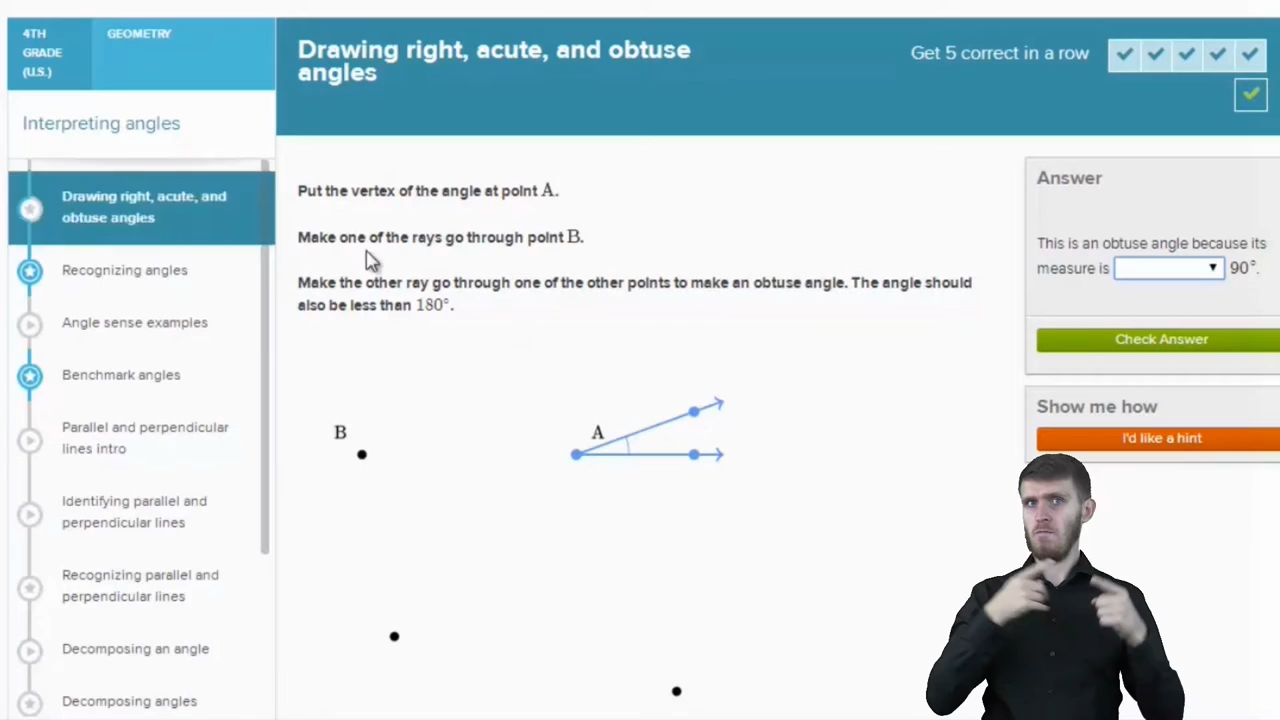 4TH
GRADE
(U.S.)
GEOMETRY
Drawing right, acute, and obtuse
angles
Get 5 correct in a row
Interpreting angles
Drawing right, acute, and
obtuse angles
Recognizing angles
Angle sense examples
Benchmark angles
Parallel and perpendicular
lines intro
Identifying parallel and
perpendicular lines
Recognizing parallel and
perpendicular lines
Decomposing an angle
Decomposing angles
Put the vertex of the angle at point A.
Make one of the rays go through point B.
Make the other ray go through one of the other points to make an obtuse angle. The angle should
also be less than 180°.
B
A
Answer
This is an obtuse angle because its
measure is 90°.
Check Answer
Show me how
I'd like a hint